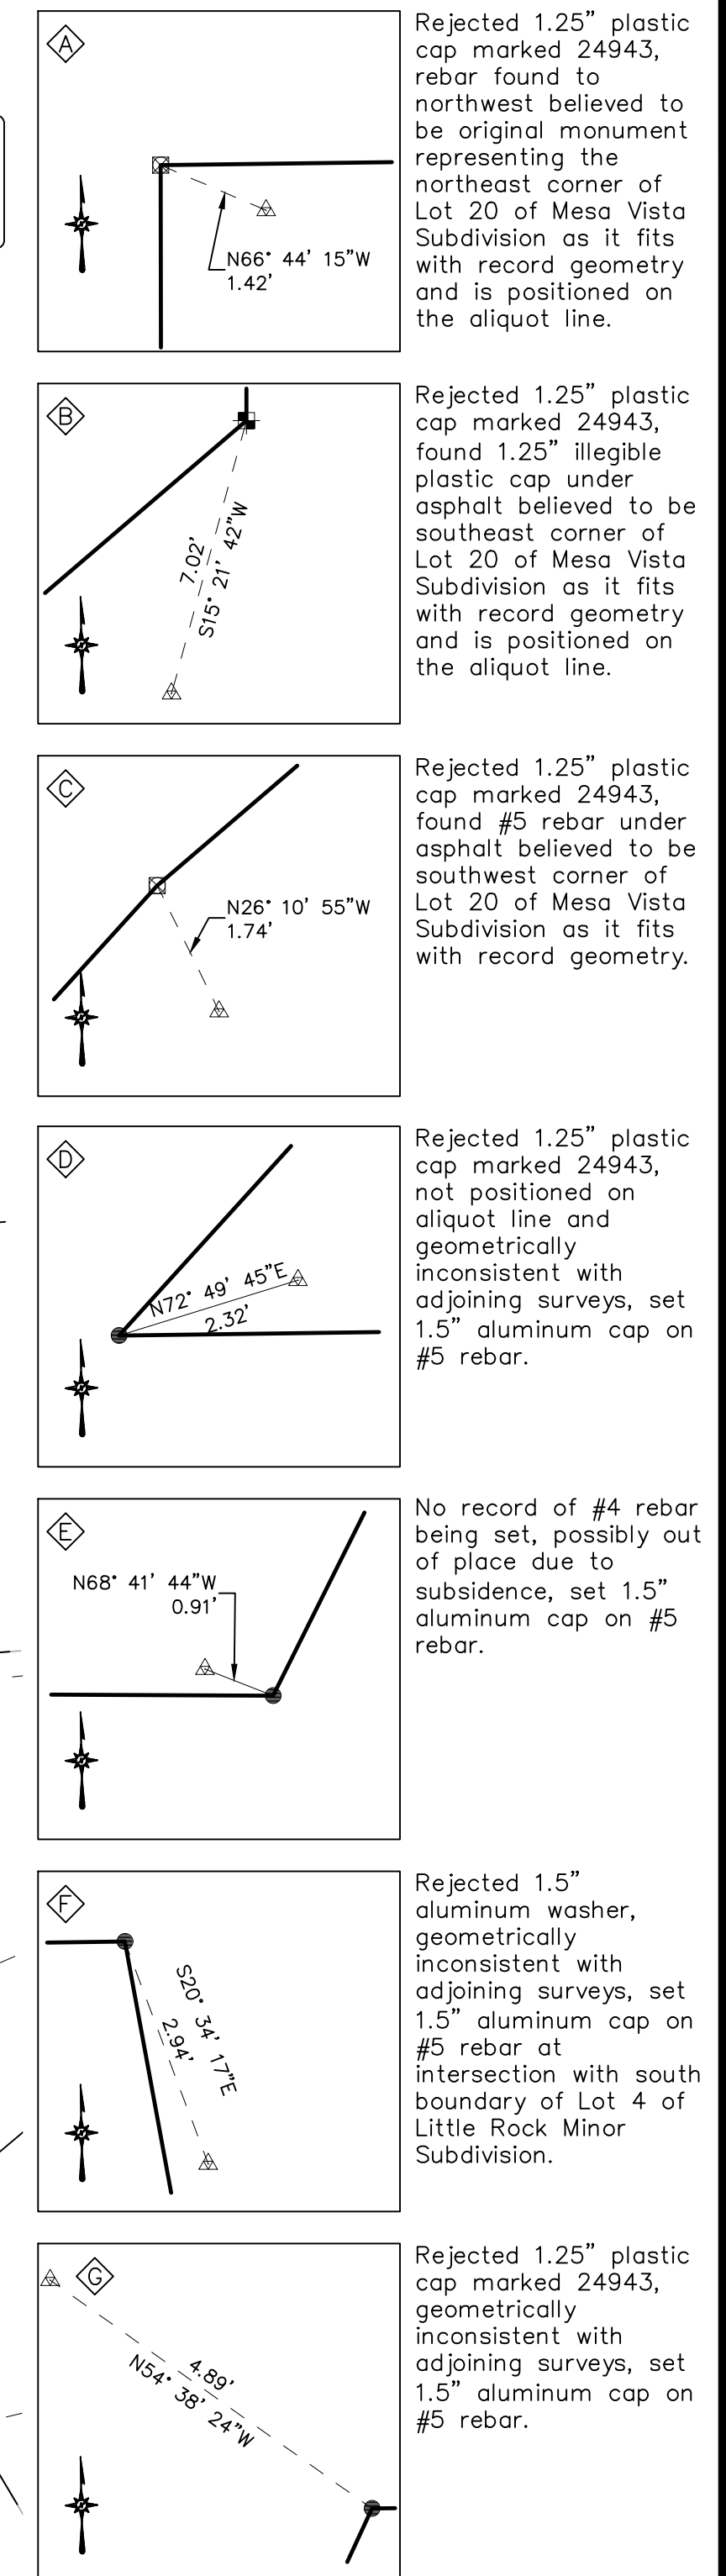 A
N66° 44' 15"W
1.42'
Rejected 1.25" plastic
cap marked 24943,
rebar found to
northwest believed to
be original monument
representing the
northeast corner of
Lot 20 of Mesa Vista
Subdivision as it fits
with record geometry
and is positioned on
the aliquot line.
B
7.02'
S15° 21' 42"W
Rejected 1.25" plastic
cap marked 24943,
found 1.25" illegible
plastic cap under
asphalt believed to be
southeast corner of
Lot 20 of Mesa Vista
Subdivision as it fits
with record geometry
and is positioned on
the aliquot line.
C
N26° 10' 55"W
1.74'
Rejected 1.25" plastic
cap marked 24943,
found #5 rebar under
asphalt believed to be
southwest corner of
Lot 20 of Mesa Vista
Subdivision as it fits
with record geometry.
D
N72° 49' 45"E
2.32'
Rejected 1.25" plastic
cap marked 24943,
not positioned on
aliquot line and
geometrically
inconsistent with
adjoining surveys, set
1.5" aluminum cap on
#5 rebar.
E
N68° 41' 44"W
0.91'
No record of #4 rebar
being set, possibly out
of place due to
subsidence, set 1.5"
aluminum cap on #5
rebar.
F
S20° 34' 17"E
2.94'
Rejected 1.5"
aluminum washer,
geometrically
inconsistent with
adjoining surveys, set
1.5" aluminum cap on
#5 rebar at
intersection with south
boundary of Lot 4 of
Little Rock Minor
Subdivision.
G
4.89'
N54° 38' 24"W
Rejected 1.25" plastic
cap marked 24943,
geometrically
inconsistent with
adjoining surveys, set
1.5" aluminum cap on
#5 rebar.